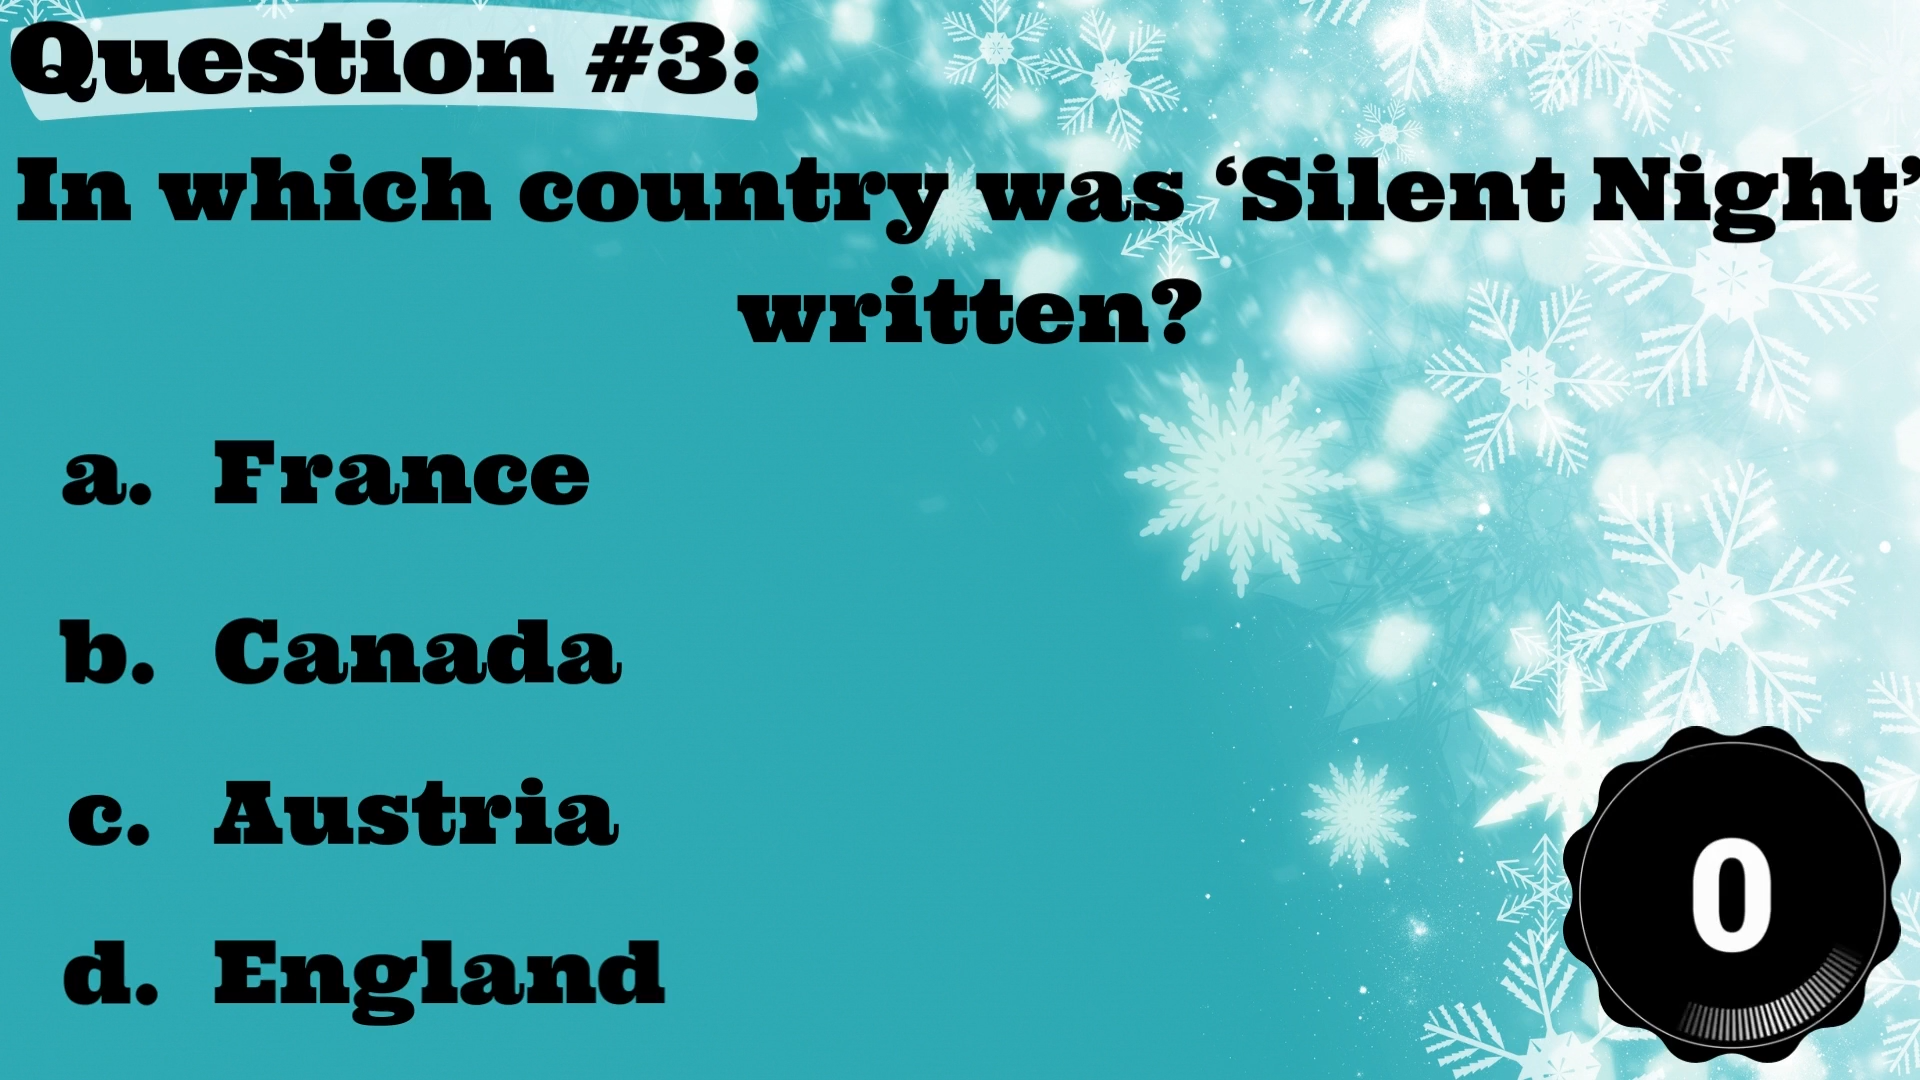 Question #3:
In which country was ‘Silent Night’
written?
a. France
b. Canada
c. Austria
d. England
0